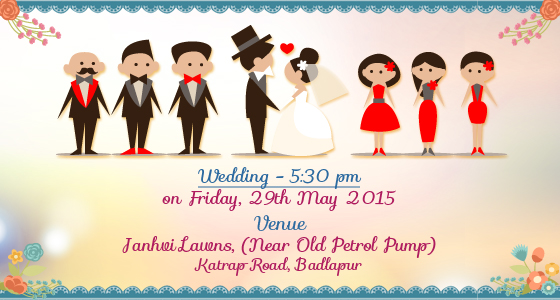 Wedding - 5:30 pm
on Friday, 29th May 2015
Venue
Janhvi Lawns, (Near Old Petrol Pump)
Katrap Road, Badlapur